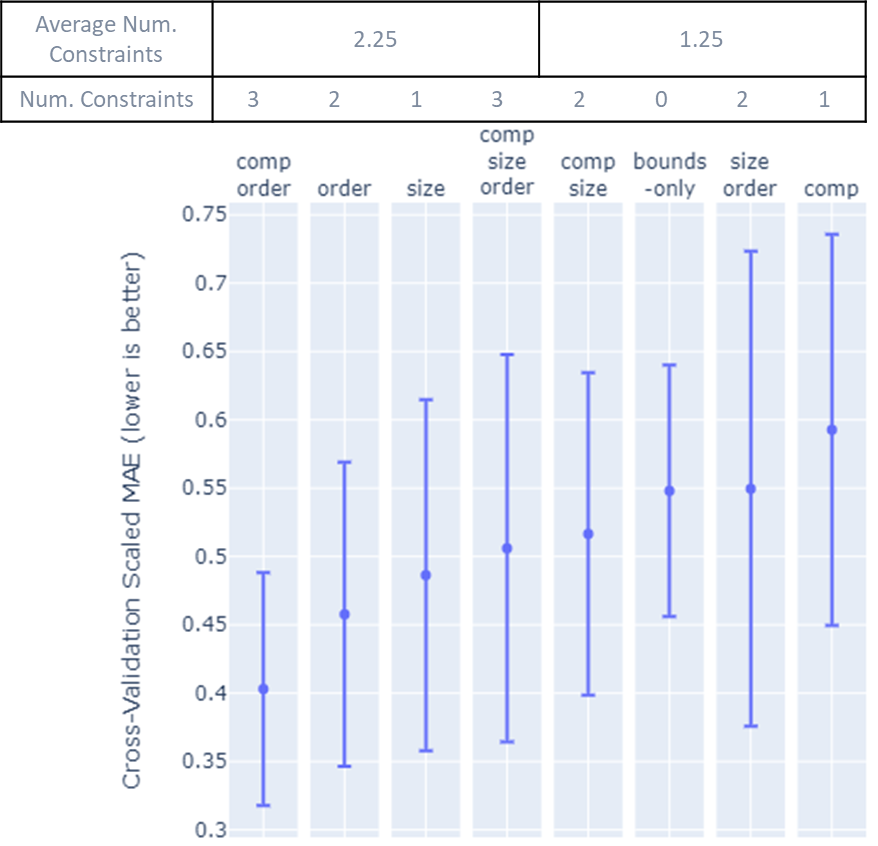 Average Num.
Constraints
2.25
1.25
Num. Constraints
3
2
1
3
2
0
2
1
comp
order
order
size
comp
size
order
comp
size
bounds
-only
size
order
comp
Cross-Validation Scaled MAE (lower is better)
0.75
0.7
0.65
0.6
0.55
0.5
0.45
0.4
0.35
0.3